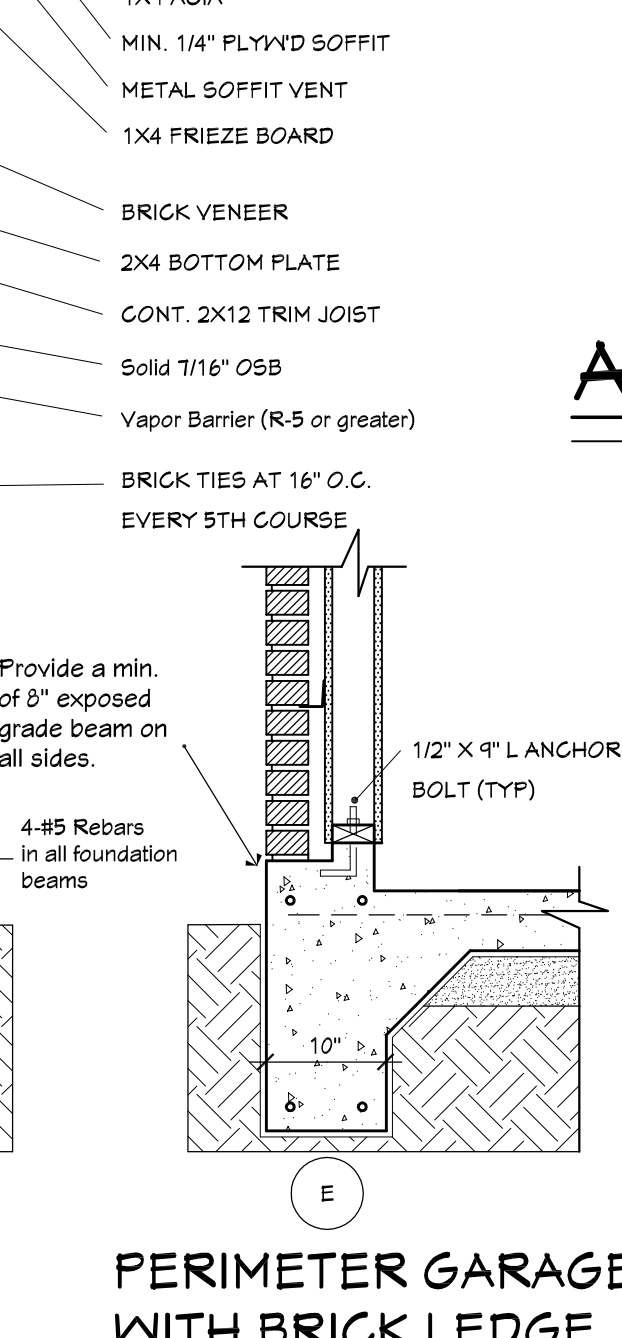 MIN. 1/4" PLYW'D SOFFIT
METAL SOFFIT VENT
1X4 FRIEZE BOARD
BRICK VENEER
2X4 BOTTOM PLATE
CONT. 2X12 TRIM JOIST
Solid 7/16" OSB
Vapor Barrier (R-5 or greater)
BRICK TIES AT 16" O.C.
EVERY 5TH COURSE
A
Provide a min.
of 8" exposed
grade beam on
all sides.
1/2" X 9" L ANCHOR
BOLT (TYP)
4-#5 Rebars
in all foundation
beams
10"
E
PERIMETER GARAGE
WITH BRICK LEDGE